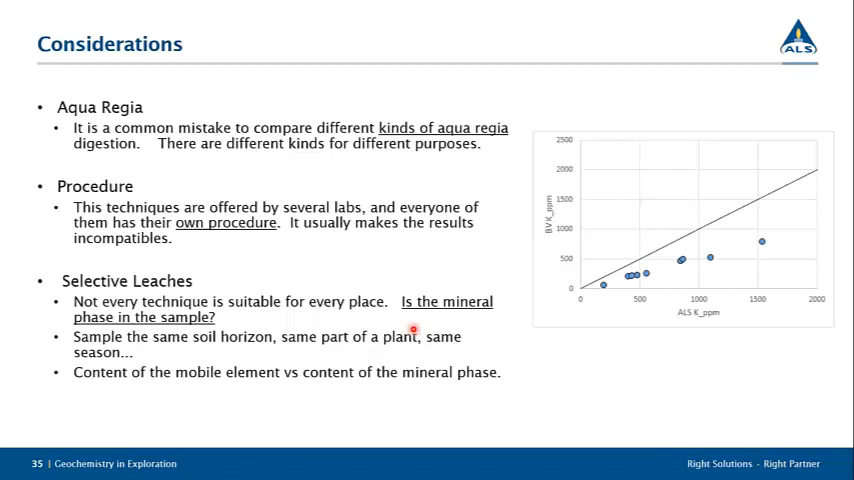 Considerations
ALS
• Aqua Regia
• It is a common mistake to compare different kinds of aqua regia
digestion. There are different kinds for different purposes.
• Procedure
• This techniques are offered by several labs, and everyone of
them has their own procedure. It usually makes the results
incompatibles.
• Selective Leaches
• Not every technique is suitable for every place. Is the mineral
phase in the sample?
• Sample the same soil horizon, same part of a plant, same
season...
• Content of the mobile element vs content of the mineral phase.
2500
2000
1500
1000
500
0
BV K_ppm
0 500 1000 1500 2000
ALS K_ppm
35 | Geochemistry in Exploration
Right Solutions - Right Partner